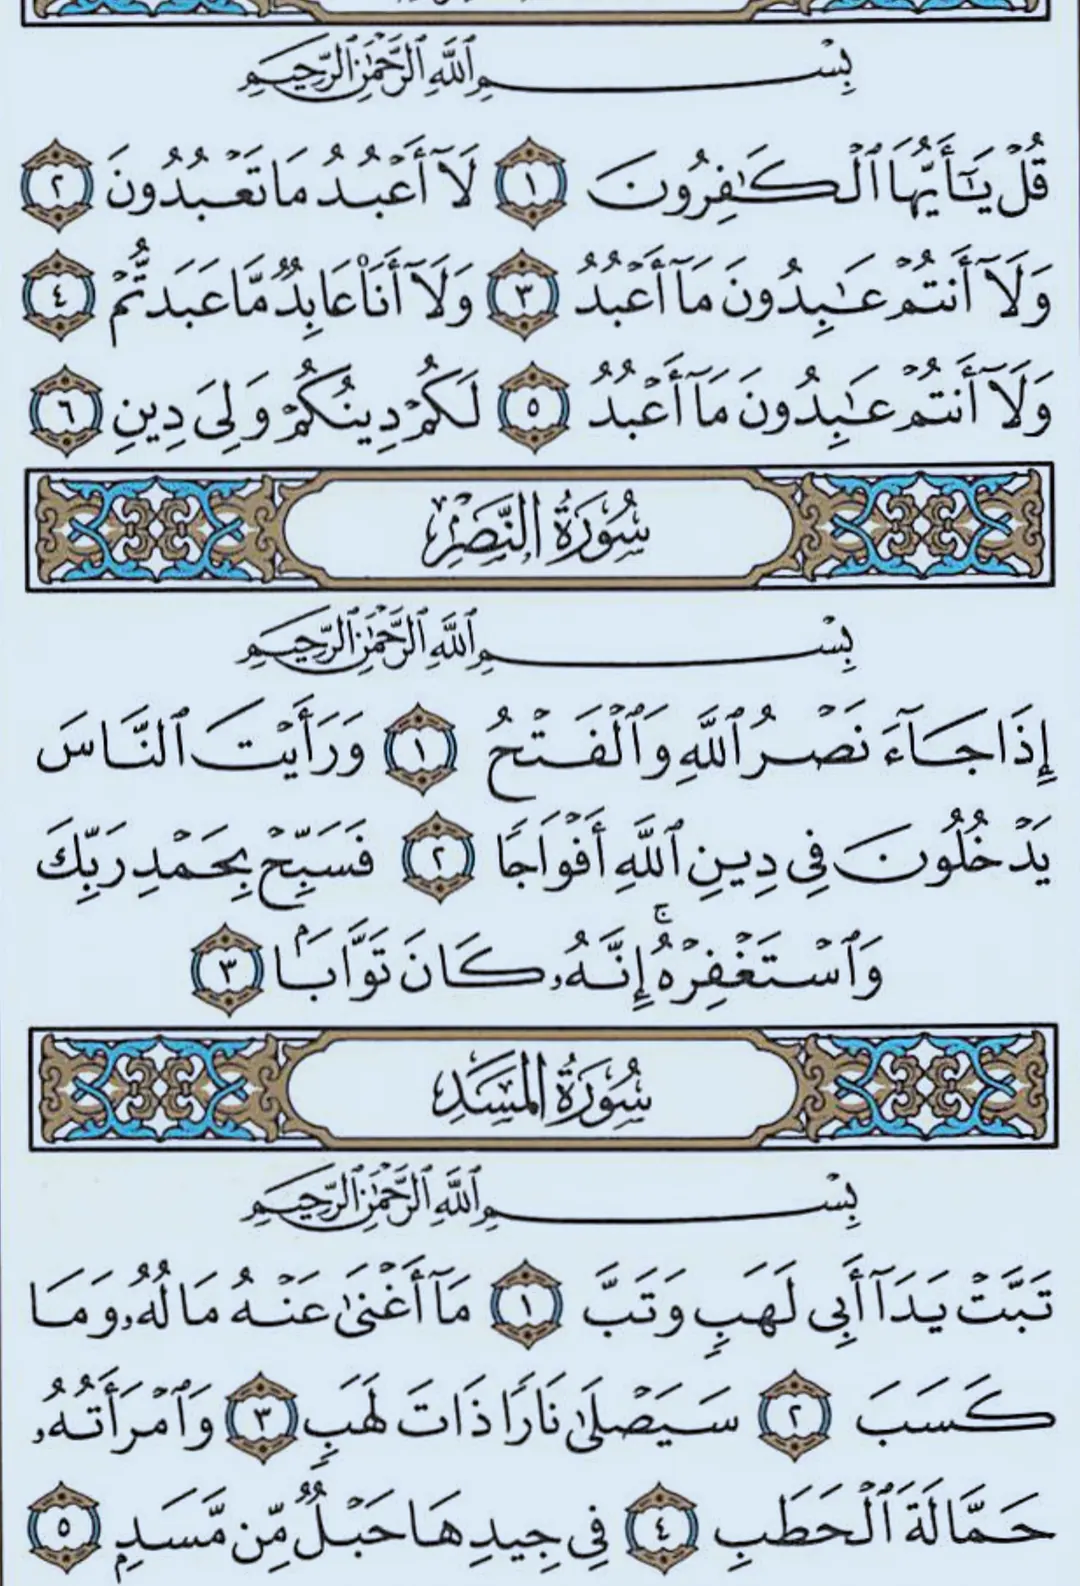 بِسْمِ ٱللَّهِ ٱلرَّحْمَٰنِ ٱلرَّحِيمِ
قُلْ يَٰٓأَيُّهَا ٱلْكَٰفِرُونَ ١ لَآ أَعْبُدُ مَا تَعْبُدُونَ ٢
وَلَآ أَنتُمْ عَٰبِدُونَ مَآ أَعْبُدُ ٣ وَلَآ أَنَا۠ عَابِدٌ مَّا عَبَدتُّمْ ٤
وَلَآ أَنتُمْ عَٰبِدُونَ مَآ أَعْبُدُ ٥ لَكُمْ دِينُكُمْ وَلِىَ دِينِ ٦
سُورَةُ النَّصْرِ
بِسْمِ ٱللَّهِ ٱلرَّحْمَٰنِ ٱلرَّحِيمِ
إِذَا جَآءَ نَصْرُ ٱللَّهِ وَٱلْفَتْحُ ١ وَرَأَيْتَ ٱلنَّاسَ
يَدْخُلُونَ فِى دِينِ ٱللَّهِ أَفْوَاجًا ٢ فَسَبِّحْ بِحَمْدِ رَبِّكَ
وَٱسْتَغْفِرْهُ ۚ إِنَّهُۥ كَانَ تَوَّابًۢا ٣
سُورَةُ المَسَدِ
بِسْمِ ٱللَّهِ ٱلرَّحْمَٰنِ ٱلرَّحِيمِ
تَبَّتْ يَدَآ أَبِى لَهَبٍ وَتَبَّ ١ مَآ أَغْنَىٰ عَنْهُ مَالُهُۥ وَمَا
كَسَبَ ٢ سَيَصْلَىٰ نَارًا ذَاتَ لَهَبٍ ٣ وَٱمْرَأَتُهُۥ
حَمَّالَةَ ٱلْحَطَبِ ٤ فِى جِيدِهَا حَبْلٌ مِّن مَّسَدٍۭ ٥